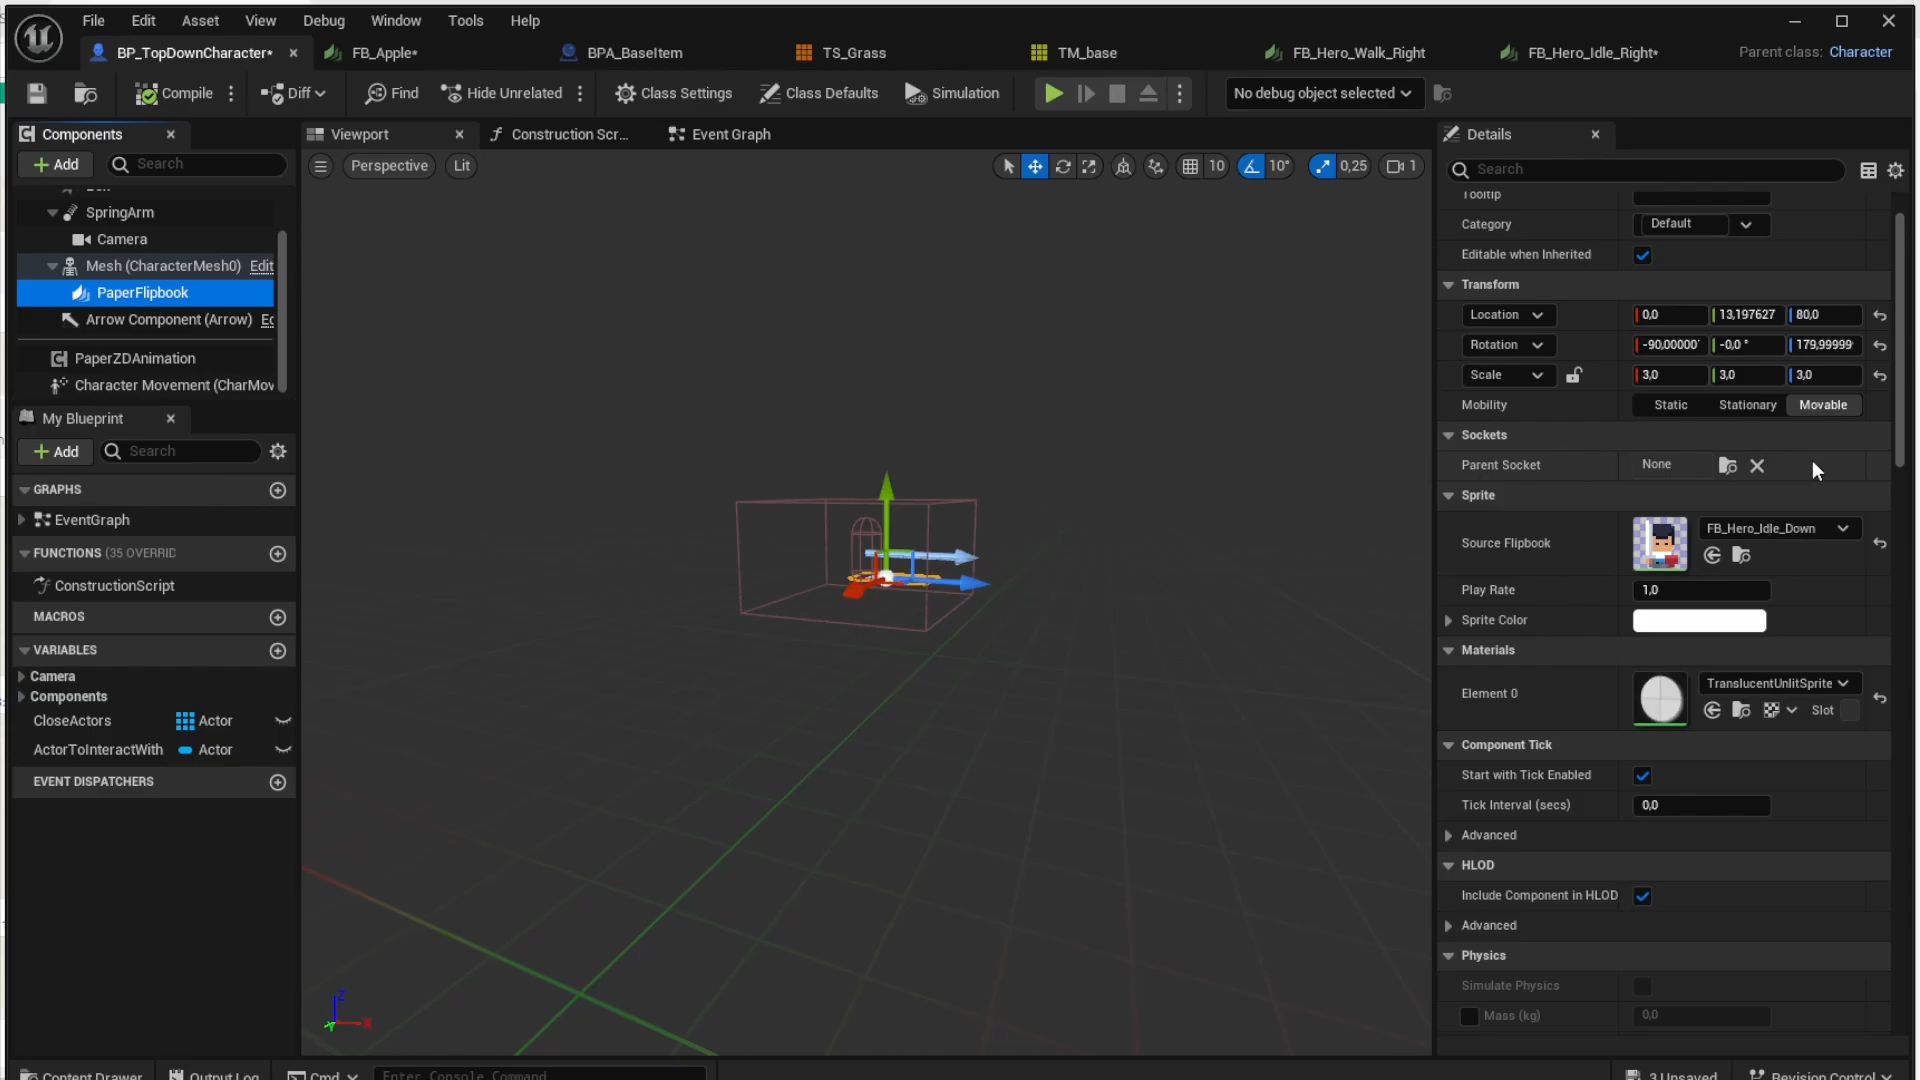 File Edit Asset View Debug Window Tools Help
BP_TopDownCharacter* FB_Apple* BPA_BaseItem TS_Grass TM_base FB_Hero_Walk_Right FB_Hero_Idle_Right* Parent class: Character
Compile Diff Find Hide Unrelated Class Settings Class Defaults Simulation No debug object selected
Components
Add Search
SpringArm
Camera
Mesh (CharacterMesh0) Edit
PaperFlipbook
Arrow Component (Arrow)
PaperZDAnimation
Character Movement (CharMov
My Blueprint
Add Search
GRAPHS
EventGraph
FUNCTIONS (35 OVERRID
ConstructionScript
MACROS
VARIABLES
Camera
Components
CloseActors Actor
ActorToInteractWith Actor
EVENT DISPATCHERS
Viewport Construction Scr... Event Graph
Perspective Lit 10 10° 0,25 1
Z
X
Y
Details
Search
Tooltip
Category Default
Editable when Inherited
Transform
Location 0,0 13,197627 80,0
Rotation -90,00000° -0,0 ° 179,99999
Scale 3,0 3,0 3,0
Mobility Static Stationary Movable
Sockets
Parent Socket None
Sprite
Source Flipbook FB_Hero_Idle_Down
Play Rate 1,0
Sprite Color
Materials
Element 0 TranslucentUnlitSprite
Slot
Component Tick
Start with Tick Enabled
Tick Interval (secs) 0,0
Advanced
HLOD
Include Component in HLOD
Advanced
Physics
Simulate Physics
Mass (kg) 0,0
Content Drawer Output Log Cmd Enter Console Command 3 Unsaved Revision Control